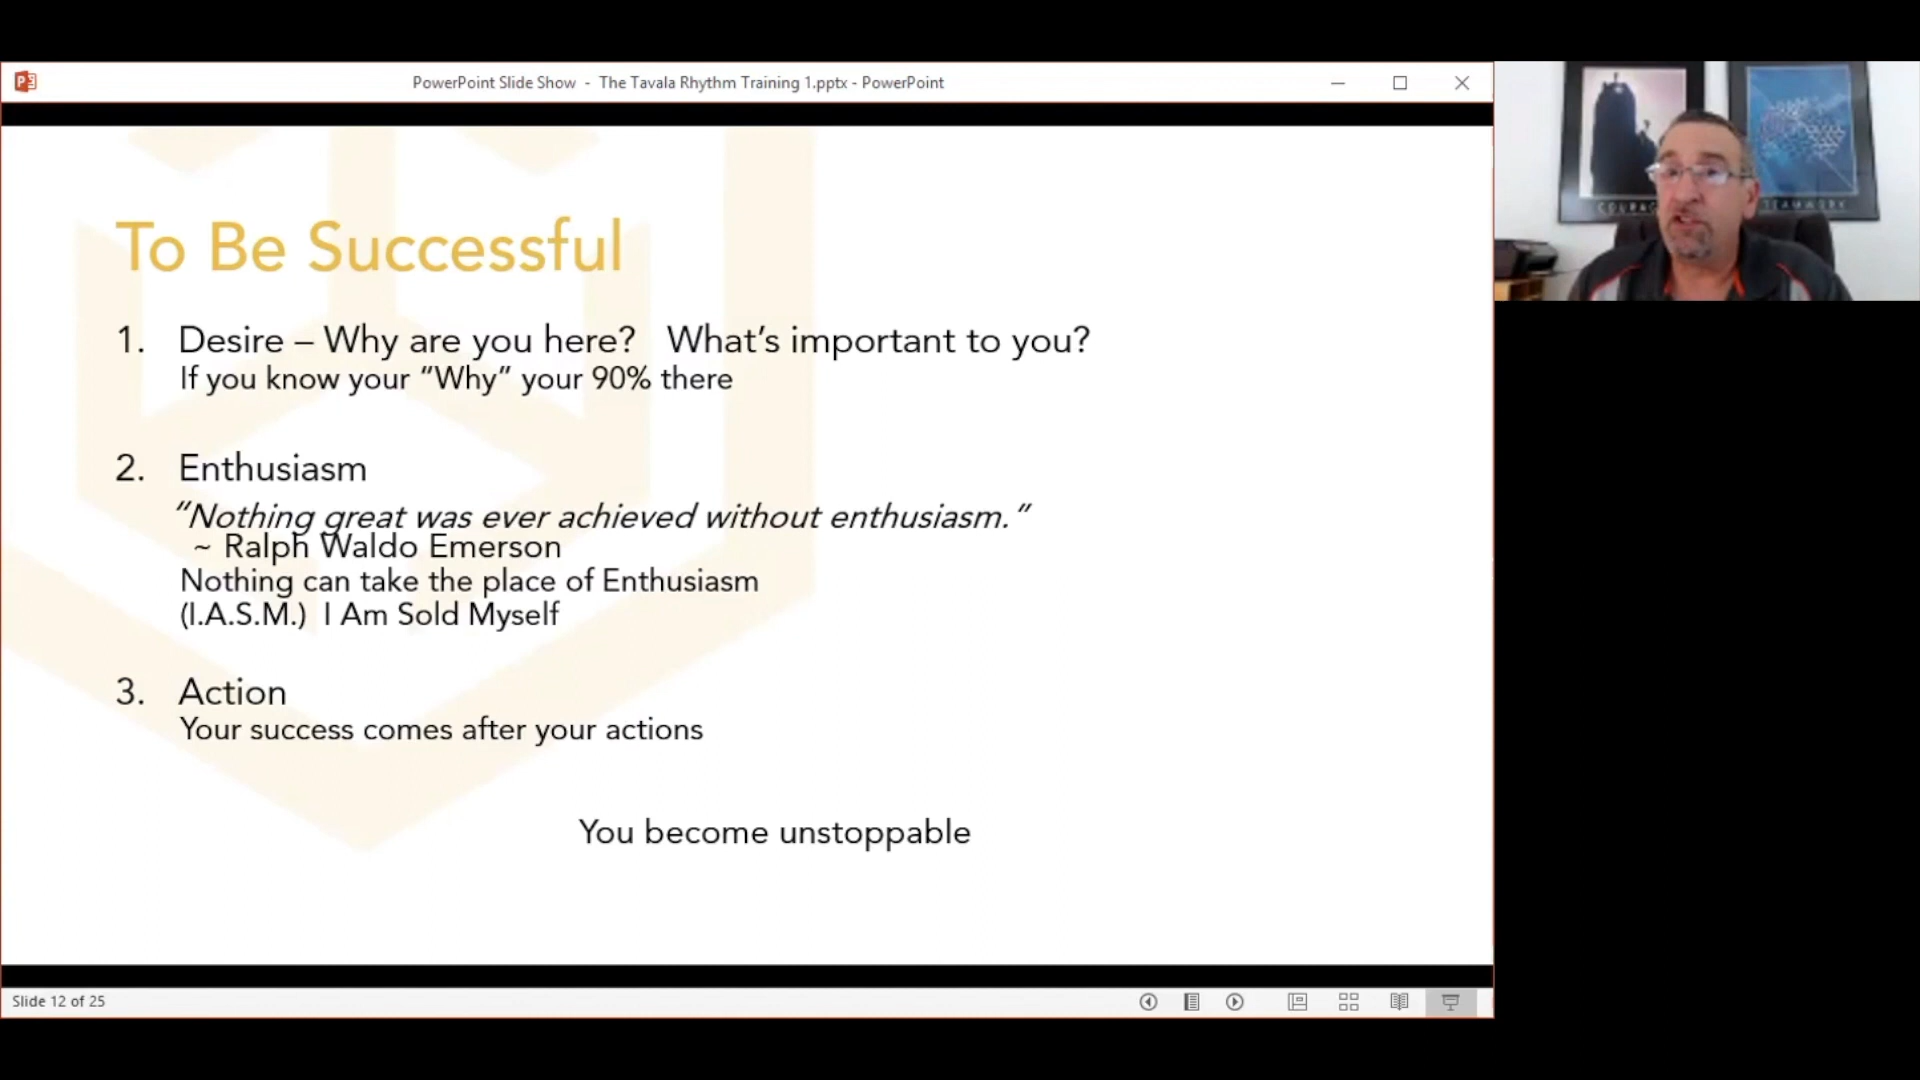 PowerPoint Slide Show - The Tavala Rhythm Training 1.pptx - PowerPoint
To Be Successful
1. Desire – Why are you here? What's important to you?
If you know your “Why” your 90% there
2. Enthusiasm
“Nothing great was ever achieved without enthusiasm.”
~ Ralph Waldo Emerson
Nothing can take the place of Enthusiasm
(I.A.S.M.) I Am Sold Myself
3. Action
Your success comes after your actions
You become unstoppable
Slide 12 of 25
TEAMWORK